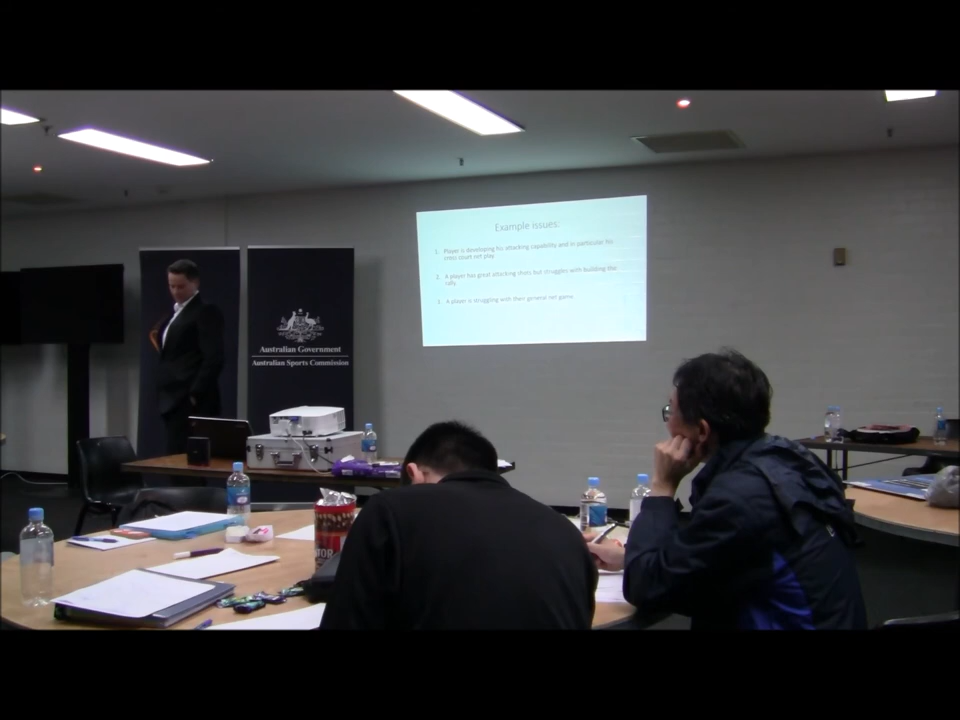 Example issues:
1. Player is developing his attacking capability and in particular his
cross court net play
2. A player has great attacking shots but struggles with building the
rally
3. A player is struggling with their general net game
Australian Government
Australian Sports Commission